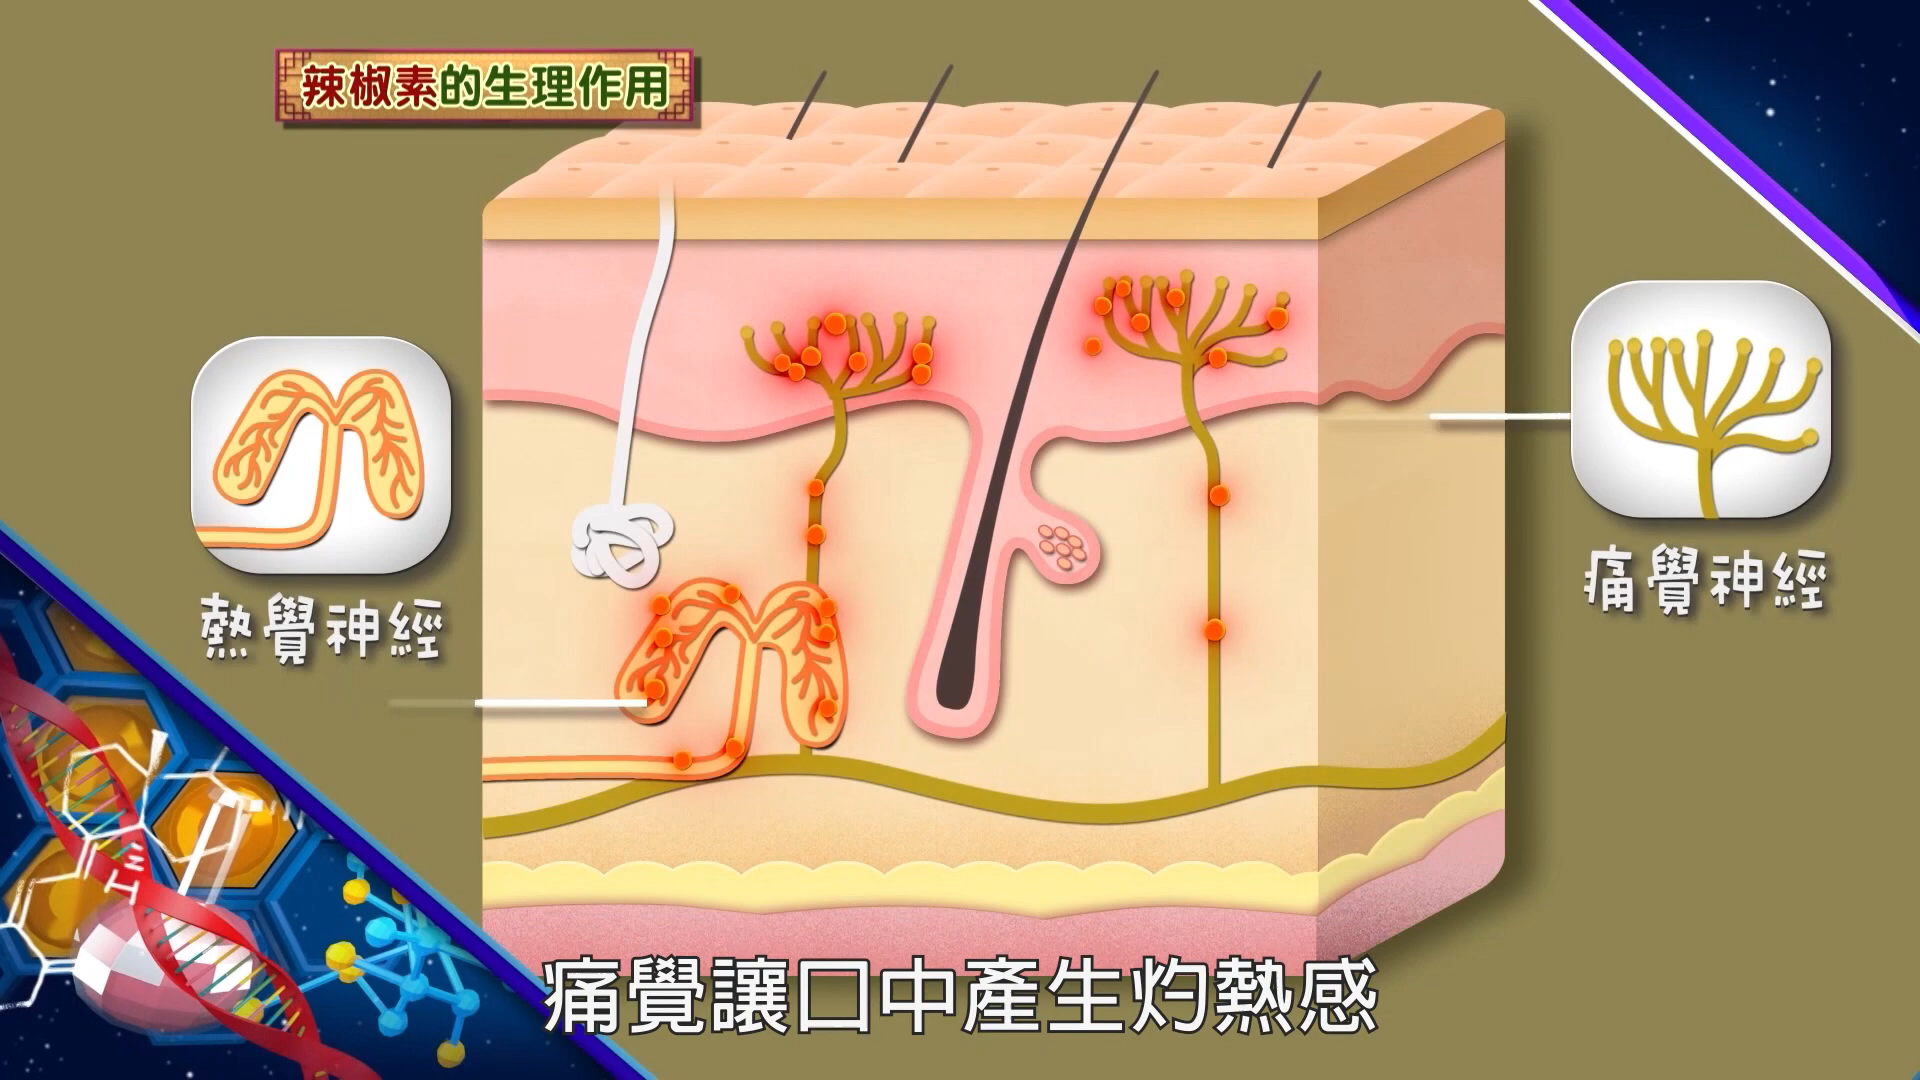 辣椒素的生理作用
熱覺神經
痛覺神經
痛覺讓口中產生灼熱感